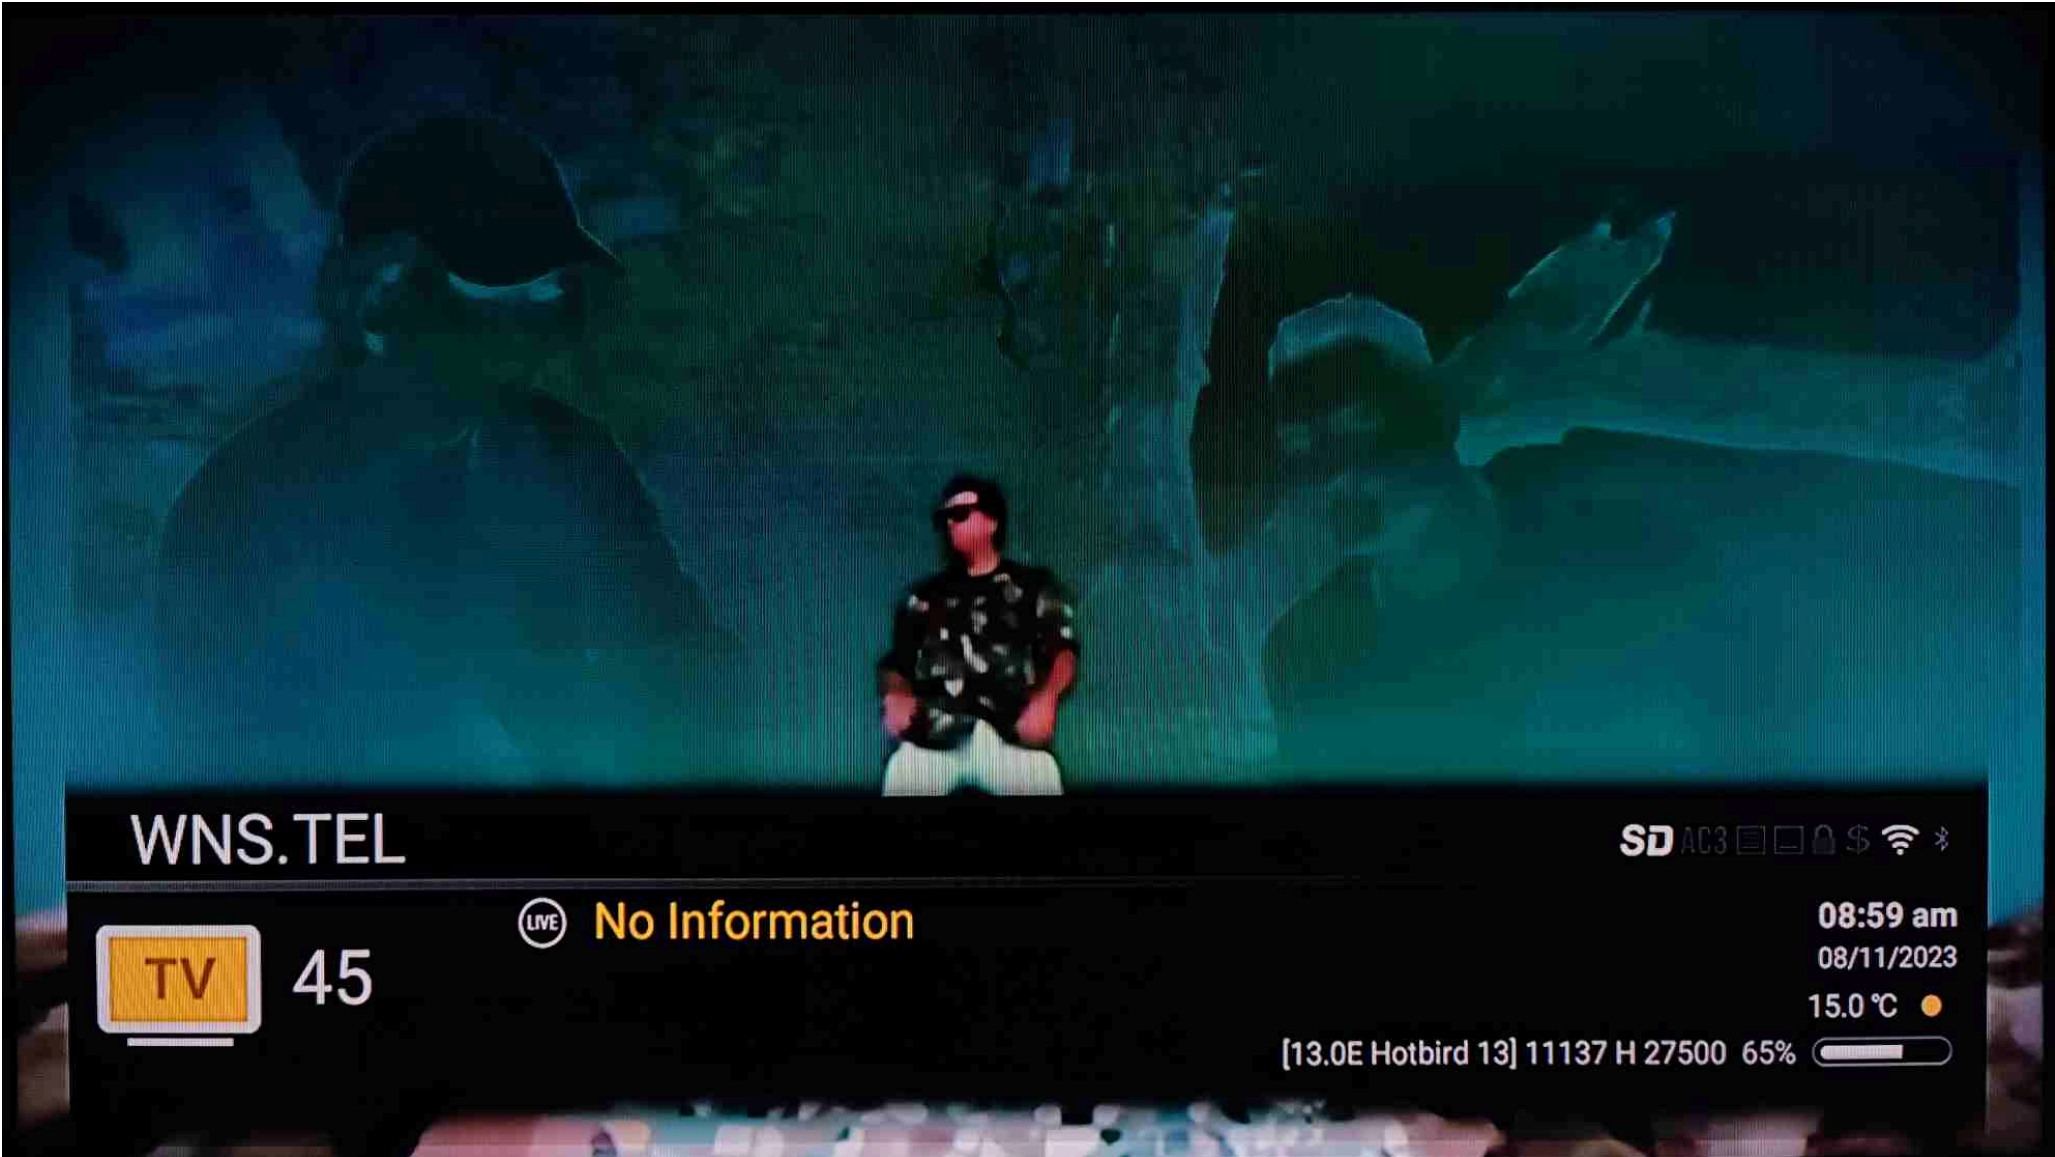 WNS.TEL
SD AC3 $
LIVE No Information
TV 45
08:59 am
08/11/2023
15.0 °C
[13.0E Hotbird 13] 11137 H 27500 65%